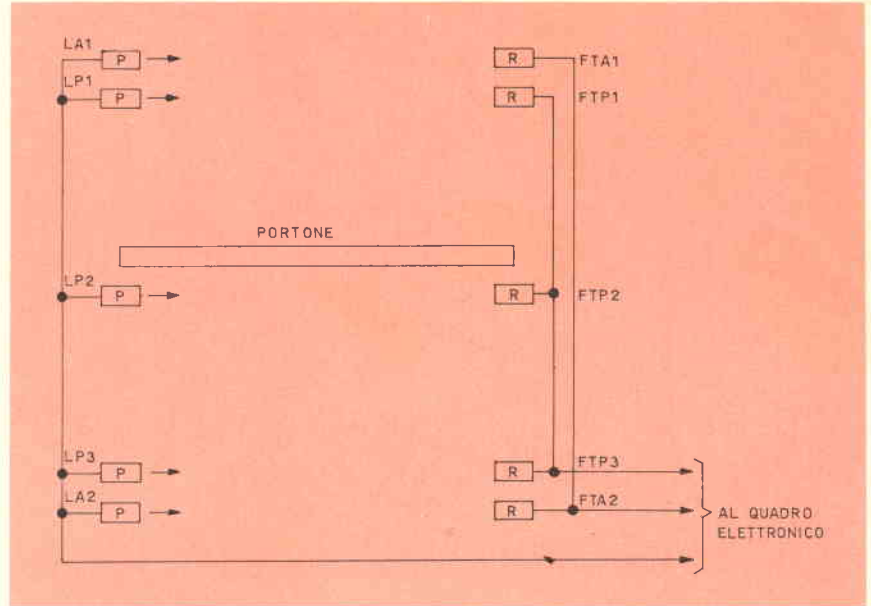 LA1
P
R
FTA1
LP1
P
R
FTP1
PORTONE
LP2
P
R
FTP2
LP3
P
R
FTP3
LA2
P
R
FTA2
AL QUADRO
ELETTRONICO